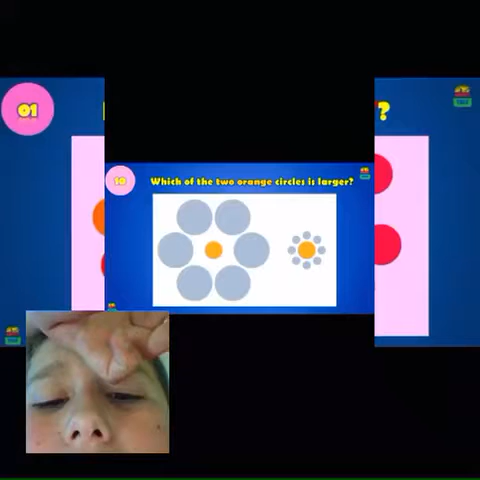 01
?
10
Which of the two orange circles is larger?